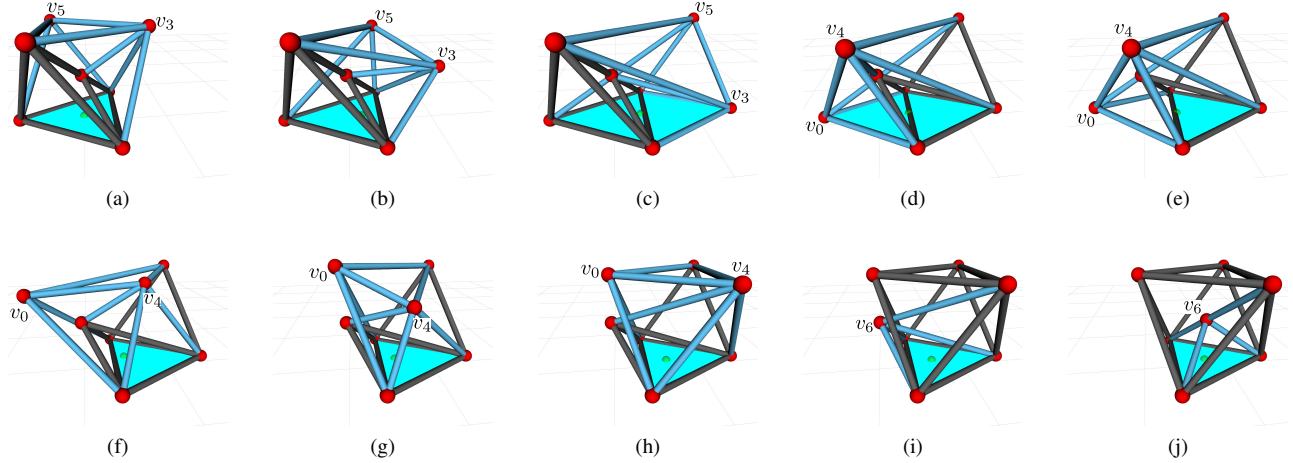 v₅
v₃
v₅
v₃
v₅
v₃
v₄
v₀
v₄
v₀
(a)
(b)
(c)
(d)
(e)
v₀
v₄
v₀
v₄
v₀
v₄
v₆
v₆
(f)
(g)
(h)
(i)
(j)